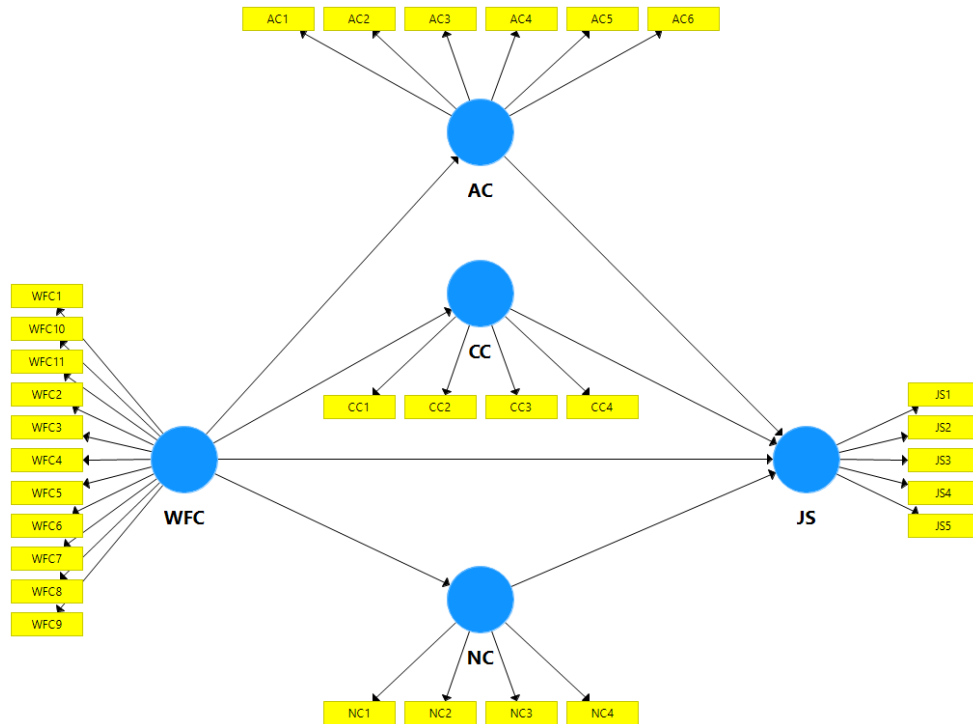 AC1 AC2 AC3 AC4 AC5 AC6
AC
CC
CC1 CC2 CC3 CC4
WFC1
WFC10
WFC11
WFC2
WFC3
WFC4
WFC5
WFC6
WFC7
WFC8
WFC9
WFC
JS1
JS2
JS3
JS4
JS5
JS
NC
NC1 NC2 NC3 NC4